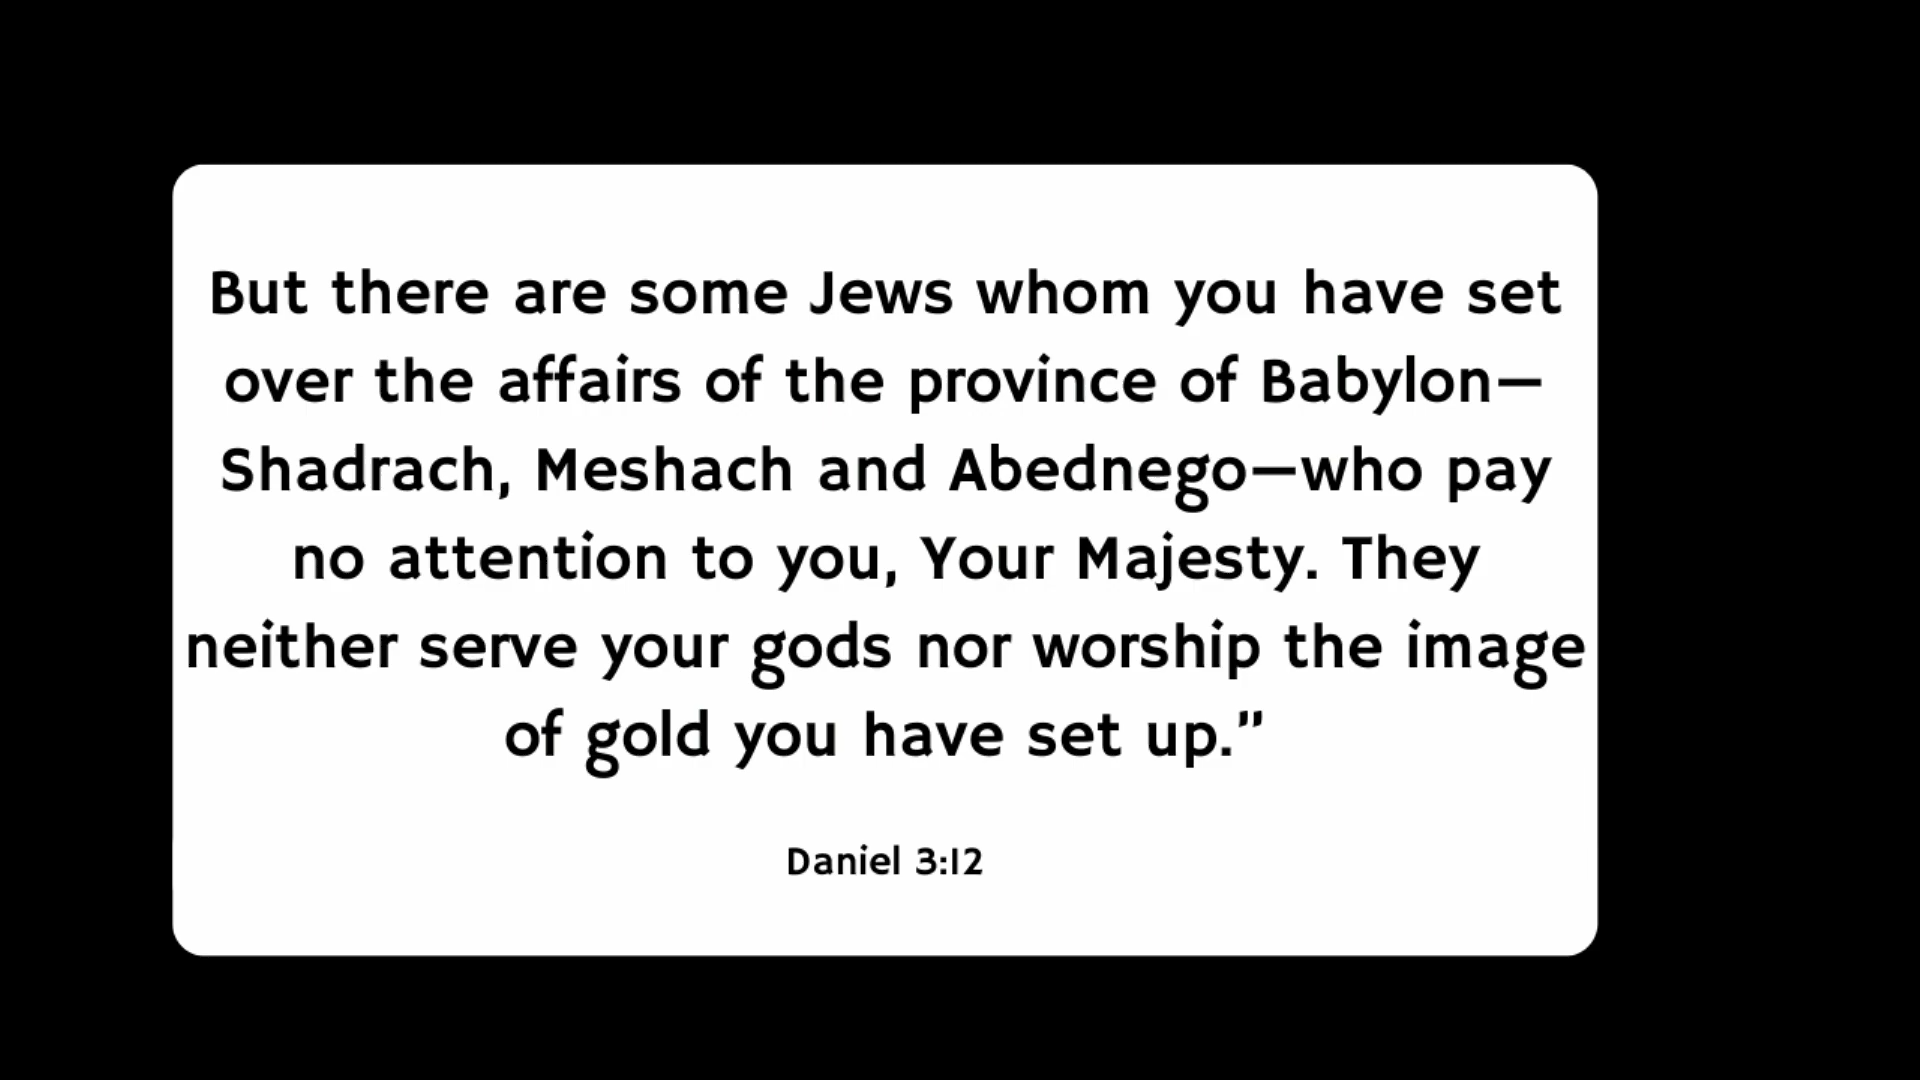 But there are some Jews whom you have set
over the affairs of the province of Babylon—
Shadrach, Meshach and Abednego—who pay
no attention to you, Your Majesty. They
neither serve your gods nor worship the image
of gold you have set up.”
Daniel 3:12